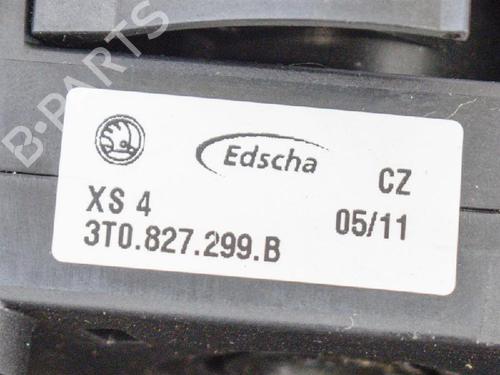 B-PARTS
Edscha
CZ
XS 4
05/11
3T0.827.299.B